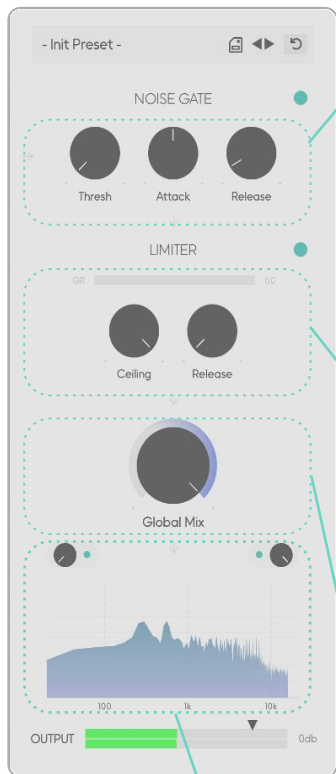 - Init Preset -
NOISE GATE
Thresh Attack Release
LIMITER
GR 0.0
Ceiling Release
Global Mix
100 1k 10k
OUTPUT 0db